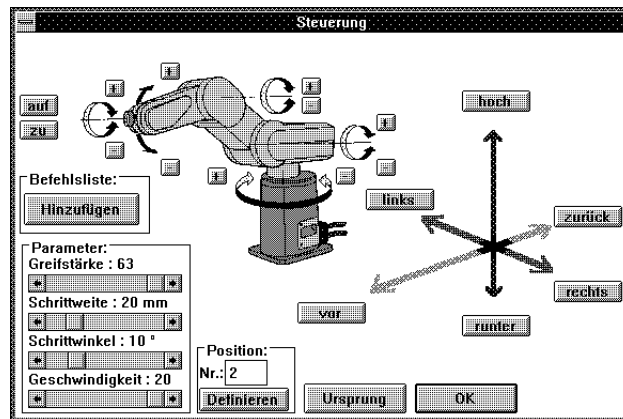 Steuerung
auf
zu
+
-
+
-
+
-
+
-
+
-
hoch
links
zurück
rechts
vor
runter
Befehlsliste:
Hinzufügen
Parameter:
Greifstärke : 63
Schrittweite : 20 mm
Schrittwinkel : 10 °
Geschwindigkeit : 20
Position:
Nr.: 2
Definieren
Ursprung
OK